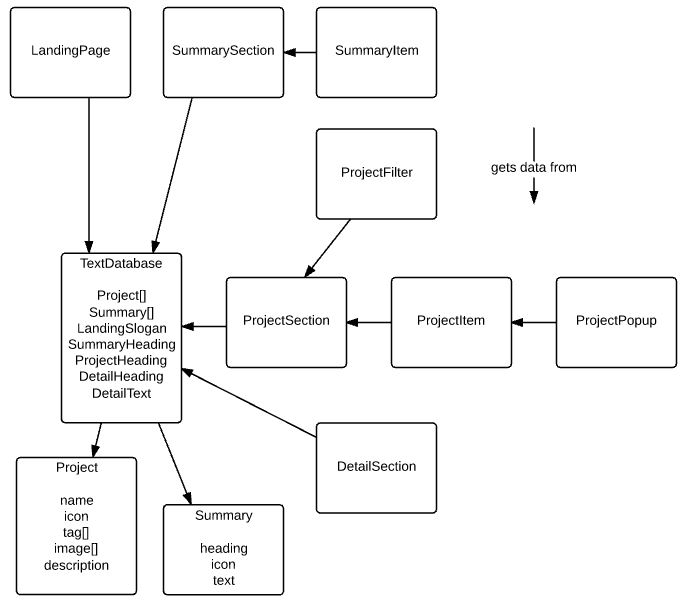 LandingPage
SummarySection
SummaryItem
ProjectFilter
gets data from
TextDatabase
Project[]
Summary[]
LandingSlogan
SummaryHeading
ProjectHeading
DetailHeading
DetailText
ProjectSection
ProjectItem
ProjectPopup
DetailSection
Project
name
icon
tag[]
image[]
description
Summary
heading
icon
text